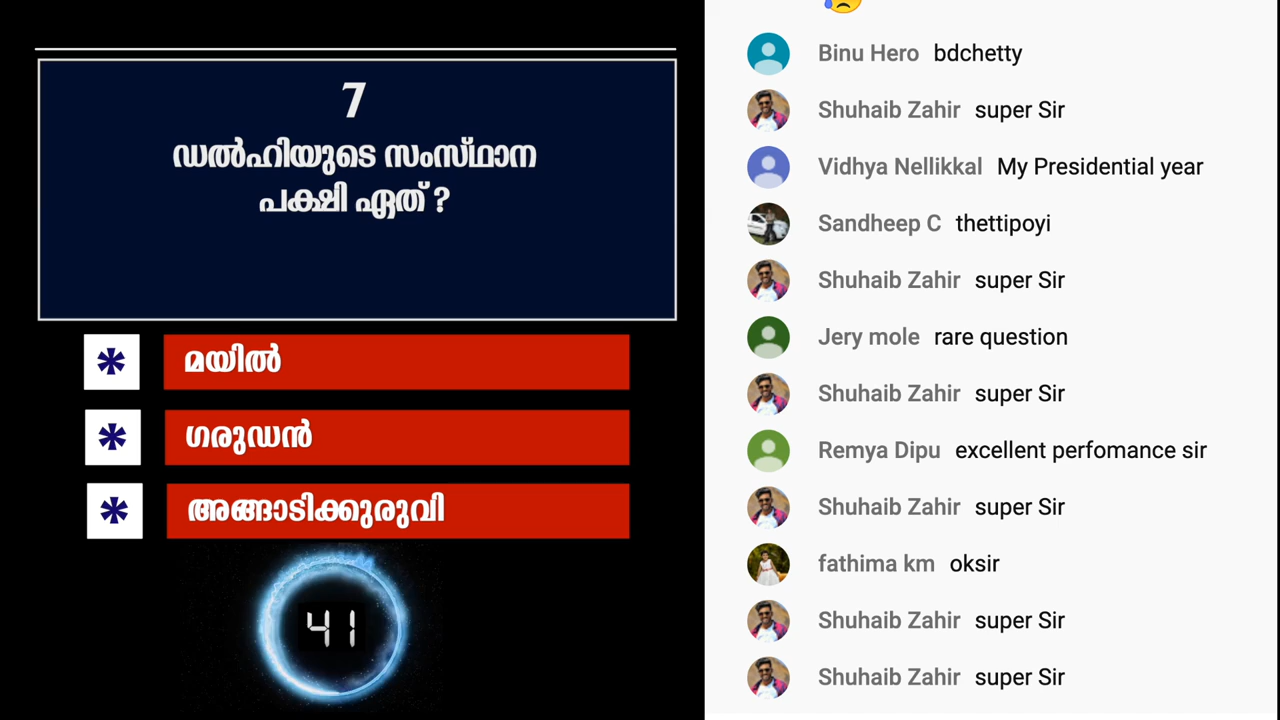 7
ഡൽഹിയുടെ സംസ്ഥാന
പക്ഷി ഏത് ?
* മയിൽ
* ഗരുഡൻ
* അങ്ങാടിക്കുരുവി
41
Binu Hero bdchetty
Shuhaib Zahir super Sir
Vidhya Nellikkal My Presidential year
Sandheep C thettipoyi
Shuhaib Zahir super Sir
Jery mole rare question
Shuhaib Zahir super Sir
Remya Dipu excellent perfomance sir
Shuhaib Zahir super Sir
fathima km oksir
Shuhaib Zahir super Sir
Shuhaib Zahir super Sir